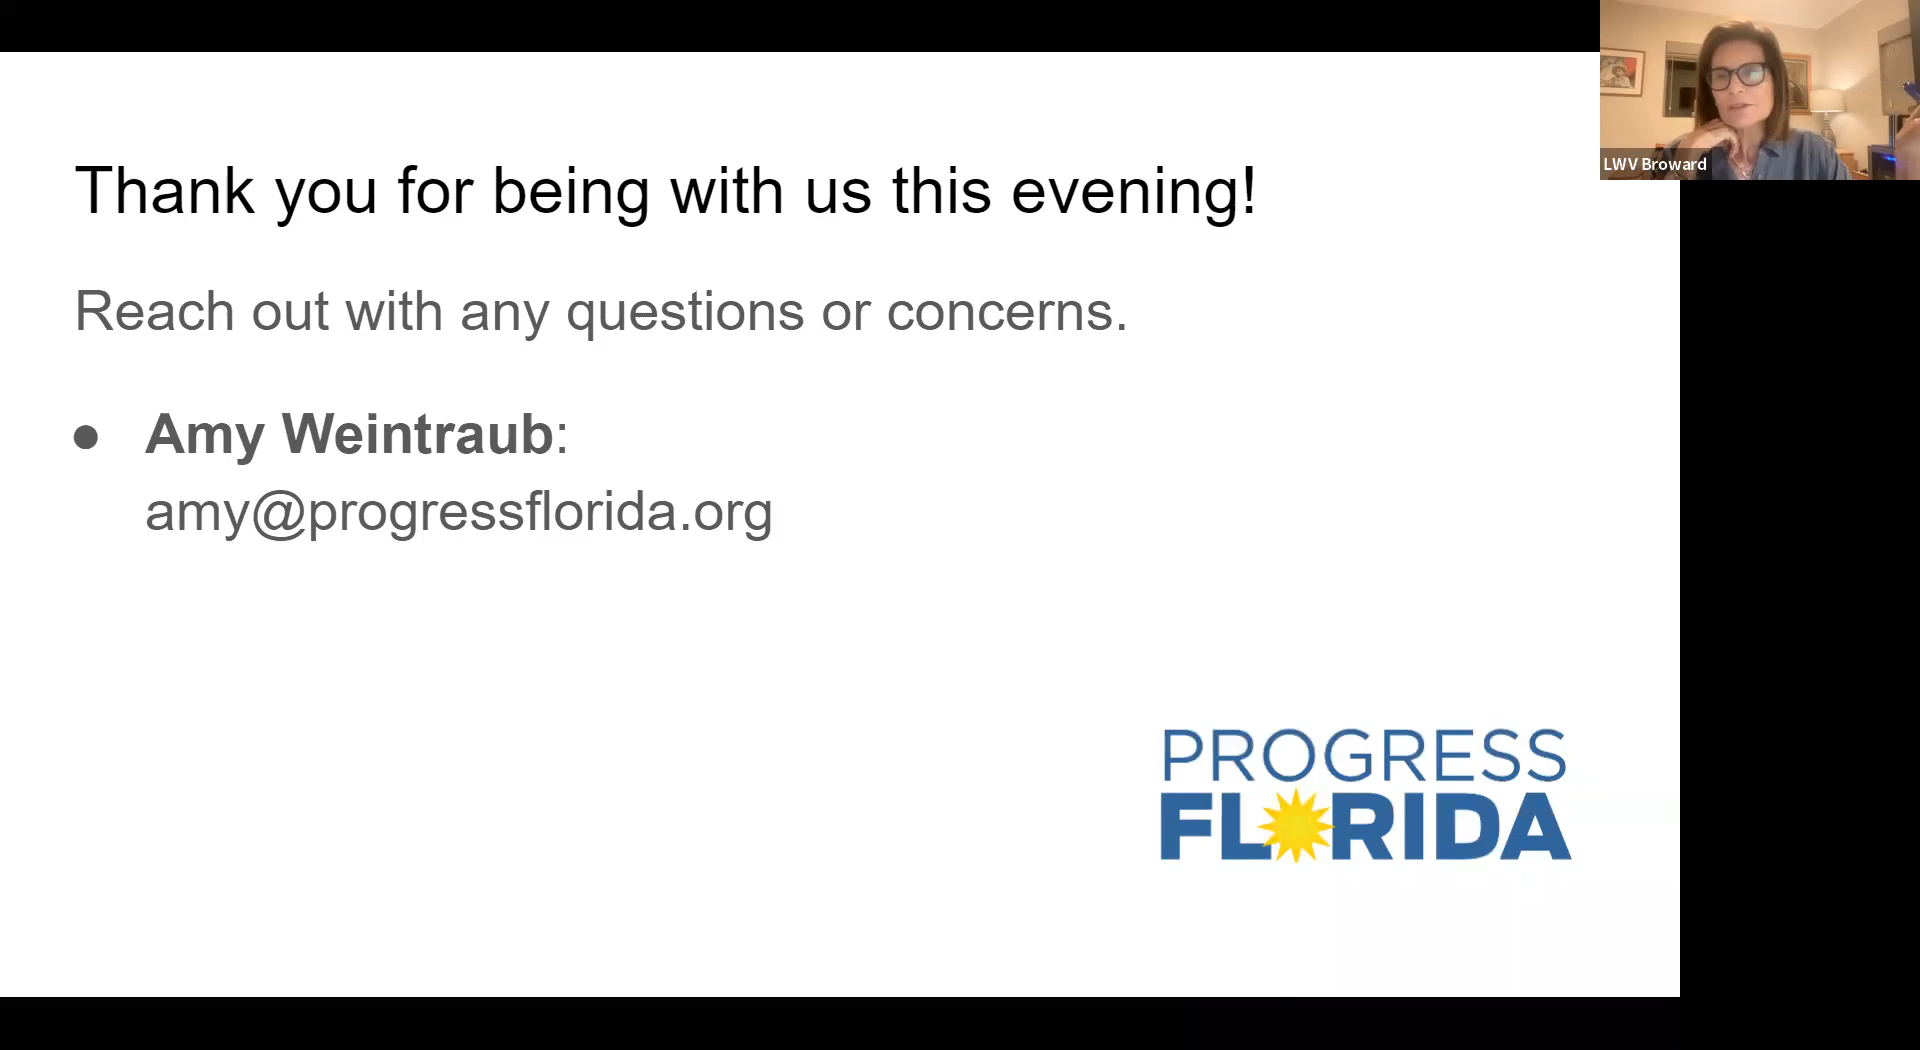 Thank you for being with us this evening!
Reach out with any questions or concerns.
● Amy Weintraub:
amy@progressflorida.org
PROGRESS
FLORIDA
LWV Broward